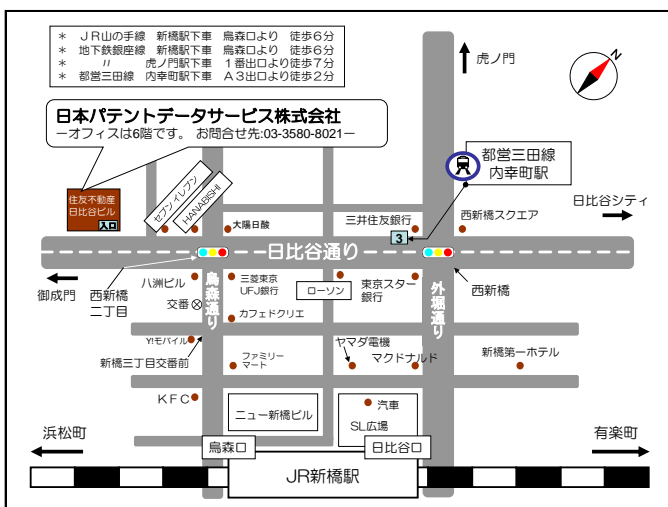 * JR山の手線 新橋駅下車 烏森口より 徒歩6分
* 地下鉄銀座線 新橋駅下車 烏森口より 徒歩6分
* 〃 虎ノ門駅下車 1番出口より徒歩7分
* 都営三田線 内幸町駅下車 A3出口より徒歩2分
虎ノ門
N
日本パテントデータサービス株式会社
−オフィスは6階です。 お問合せ先:03-3580-8021−
都営三田線
内幸町駅
住友不動産
日比谷ビル
入口
セブンイレブン
HANABISHI
大陽日酸
三井住友銀行
3
西新橋スクエア
日比谷シティ
日比谷通り
御成門
西新橋
二丁目
八洲ビル
三菱東京
UFJ銀行
ローソン
東京スター
銀行
西新橋
烏森通り
外堀通り
交番
カフェドクリエ
Y!モバイル
新橋三丁目交番前
ファミリー
マート
ヤマダ電機
マクドナルド
新橋第一ホテル
KFC
ニュー新橋ビル
汽車
SL広場
浜松町
烏森口
日比谷口
有楽町
JR新橋駅